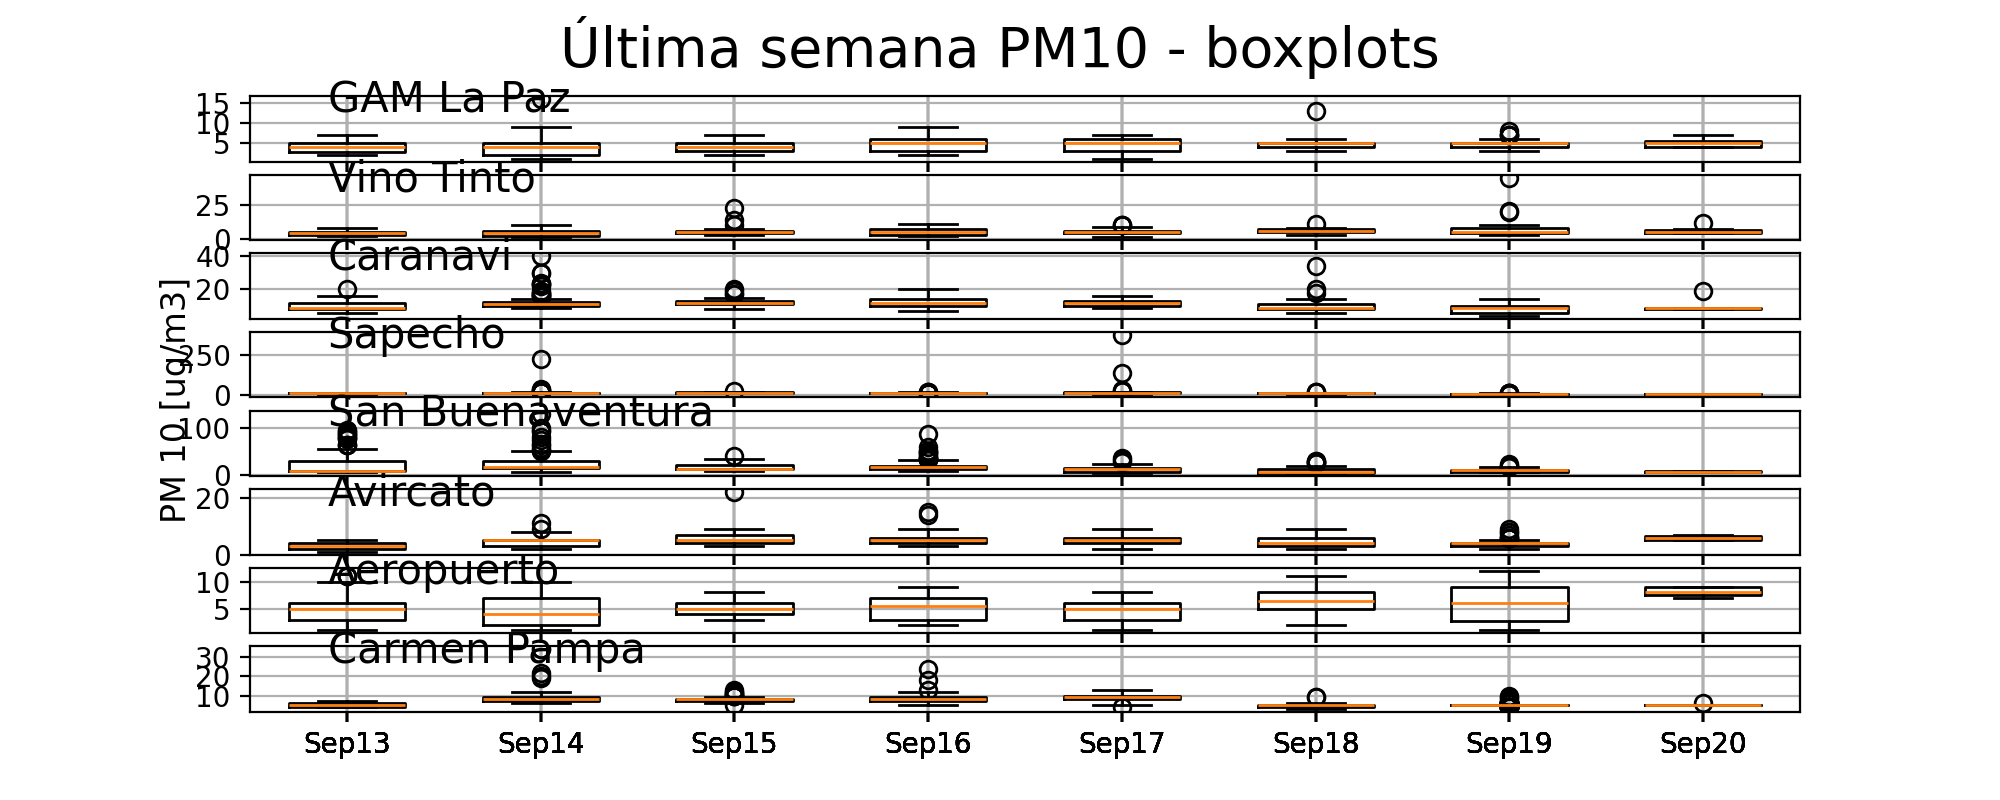 Última semana PM10 - boxplots
GAM La Paz
15
10
5
Vino Tinto
25
0
Caranavi
40
20
Sapecho
250
0
San Buenaventura
100
0
Avircato
20
0
Aeropuerto
10
5
Carmen Pampa
30
20
10
PM 10 [ug/m3]
Sep13 Sep14 Sep15 Sep16 Sep17 Sep18 Sep19 Sep20